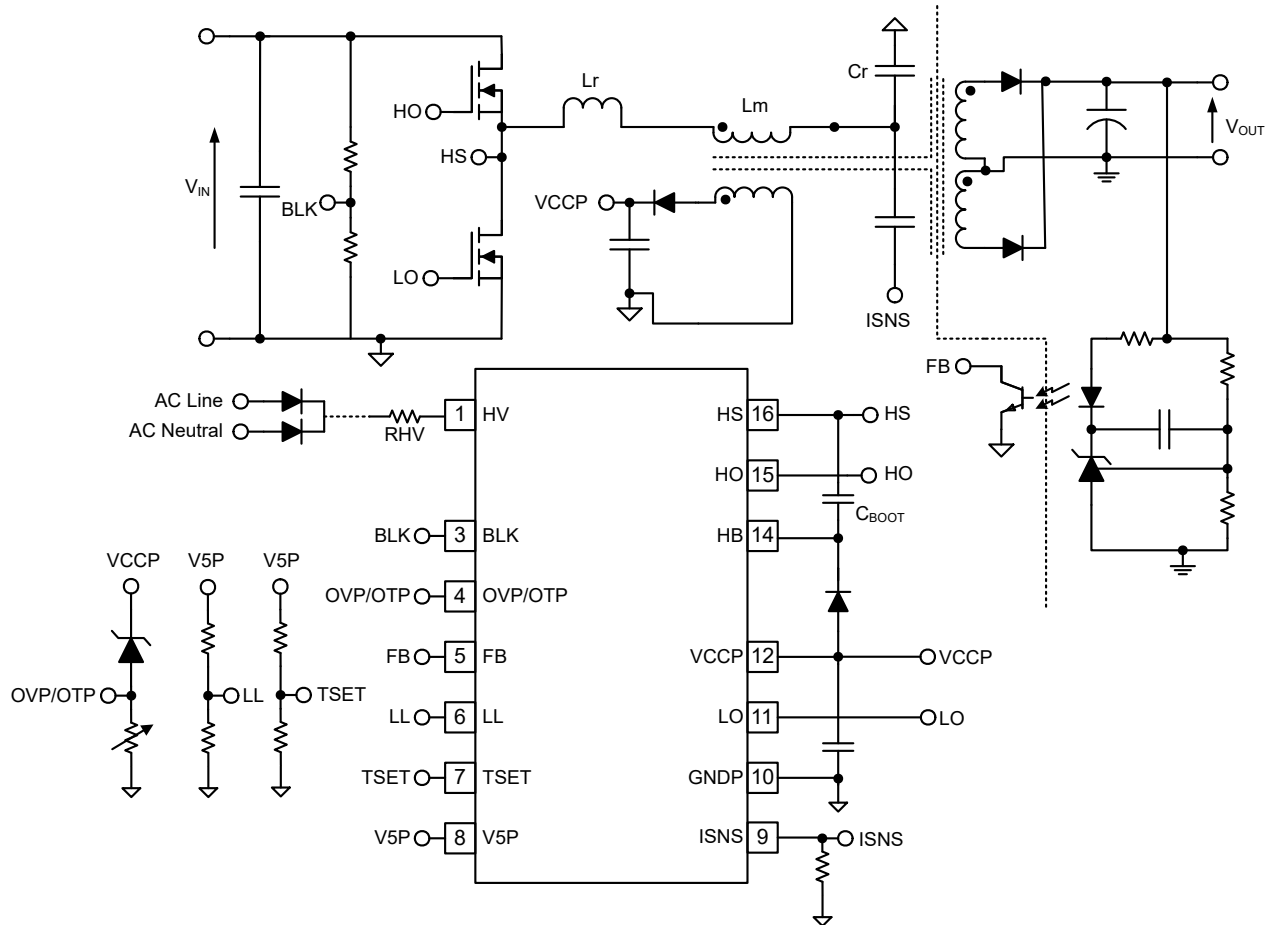 Cr
Lr
Lm
HO
VOUT
HS
VIN
BLK
VCCP
LO
ISNS
FB
AC Line
AC Neutral
RHV
1 HV
HS 16
HS
HO 15
HO
CBOOT
BLK
3 BLK
HB 14
VCCP
V5P
V5P
OVP/OTP
4 OVP/OTP
FB
5 FB
VCCP 12
VCCP
OVP/OTP
LL
TSET
LL
6 LL
LO 11
LO
TSET
7 TSET
GNDP 10
V5P
8 V5P
ISNS 9
ISNS